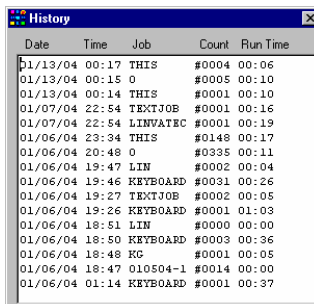 History
Date Time Job Count Run Time
01/13/04 00:17 THIS #0004 00:06
01/13/04 00:15 0 #0005 00:10
01/13/04 00:14 THIS #0001 00:10
01/07/04 22:54 TEXTJOB #0001 00:16
01/07/04 22:54 LINVATEC #0001 00:19
01/06/04 23:34 THIS #0148 00:17
01/06/04 20:48 0 #0335 00:11
01/06/04 19:47 LIN #0002 00:04
01/06/04 19:46 KEYBOARD #0031 00:26
01/06/04 19:27 TEXTJOB #0002 00:05
01/06/04 19:26 KEYBOARD #0001 01:03
01/06/04 18:51 LIN #0000 00:00
01/06/04 18:50 KEYBOARD #0003 00:36
01/06/04 18:48 KG #0001 00:05
01/06/04 18:47 010504-1 #0014 00:00
01/06/04 01:14 KEYBOARD #0001 00:37